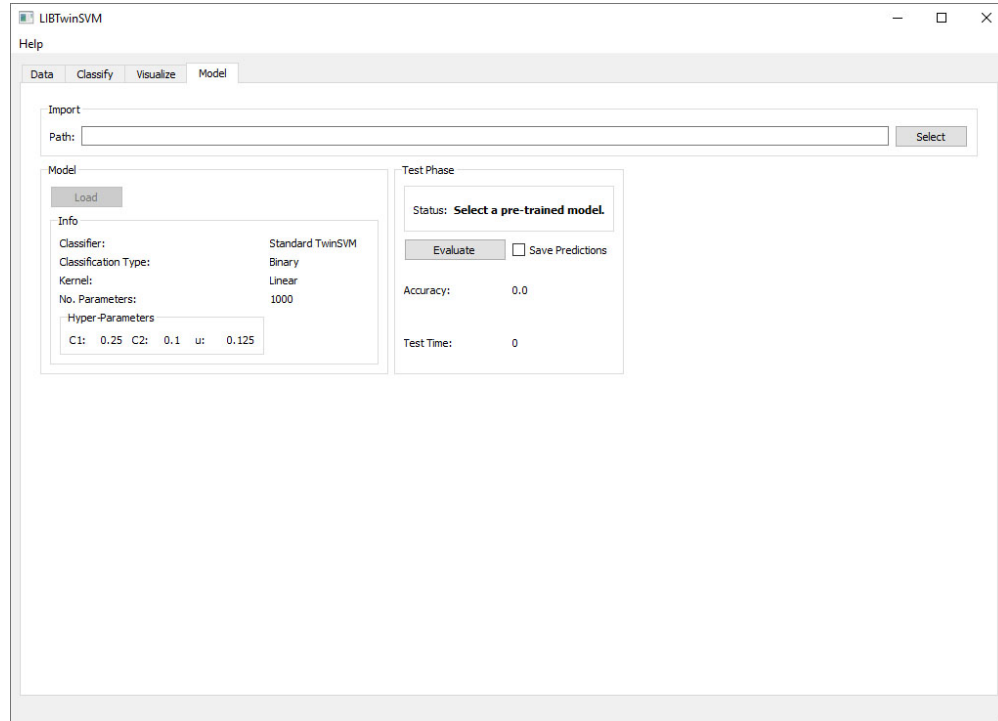 LIBTwinSVM
Help
Data Classify Visualize Model
Import
Path: Select
Model
Load
Info
Classifier: Standard TwinSVM
Classification Type: Binary
Kernel: Linear
No. Parameters: 1000
Hyper-Parameters
C1: 0.25 C2: 0.1 u: 0.125
Test Phase
Status: Select a pre-trained model.
Evaluate Save Predictions
Accuracy: 0.0
Test Time: 0